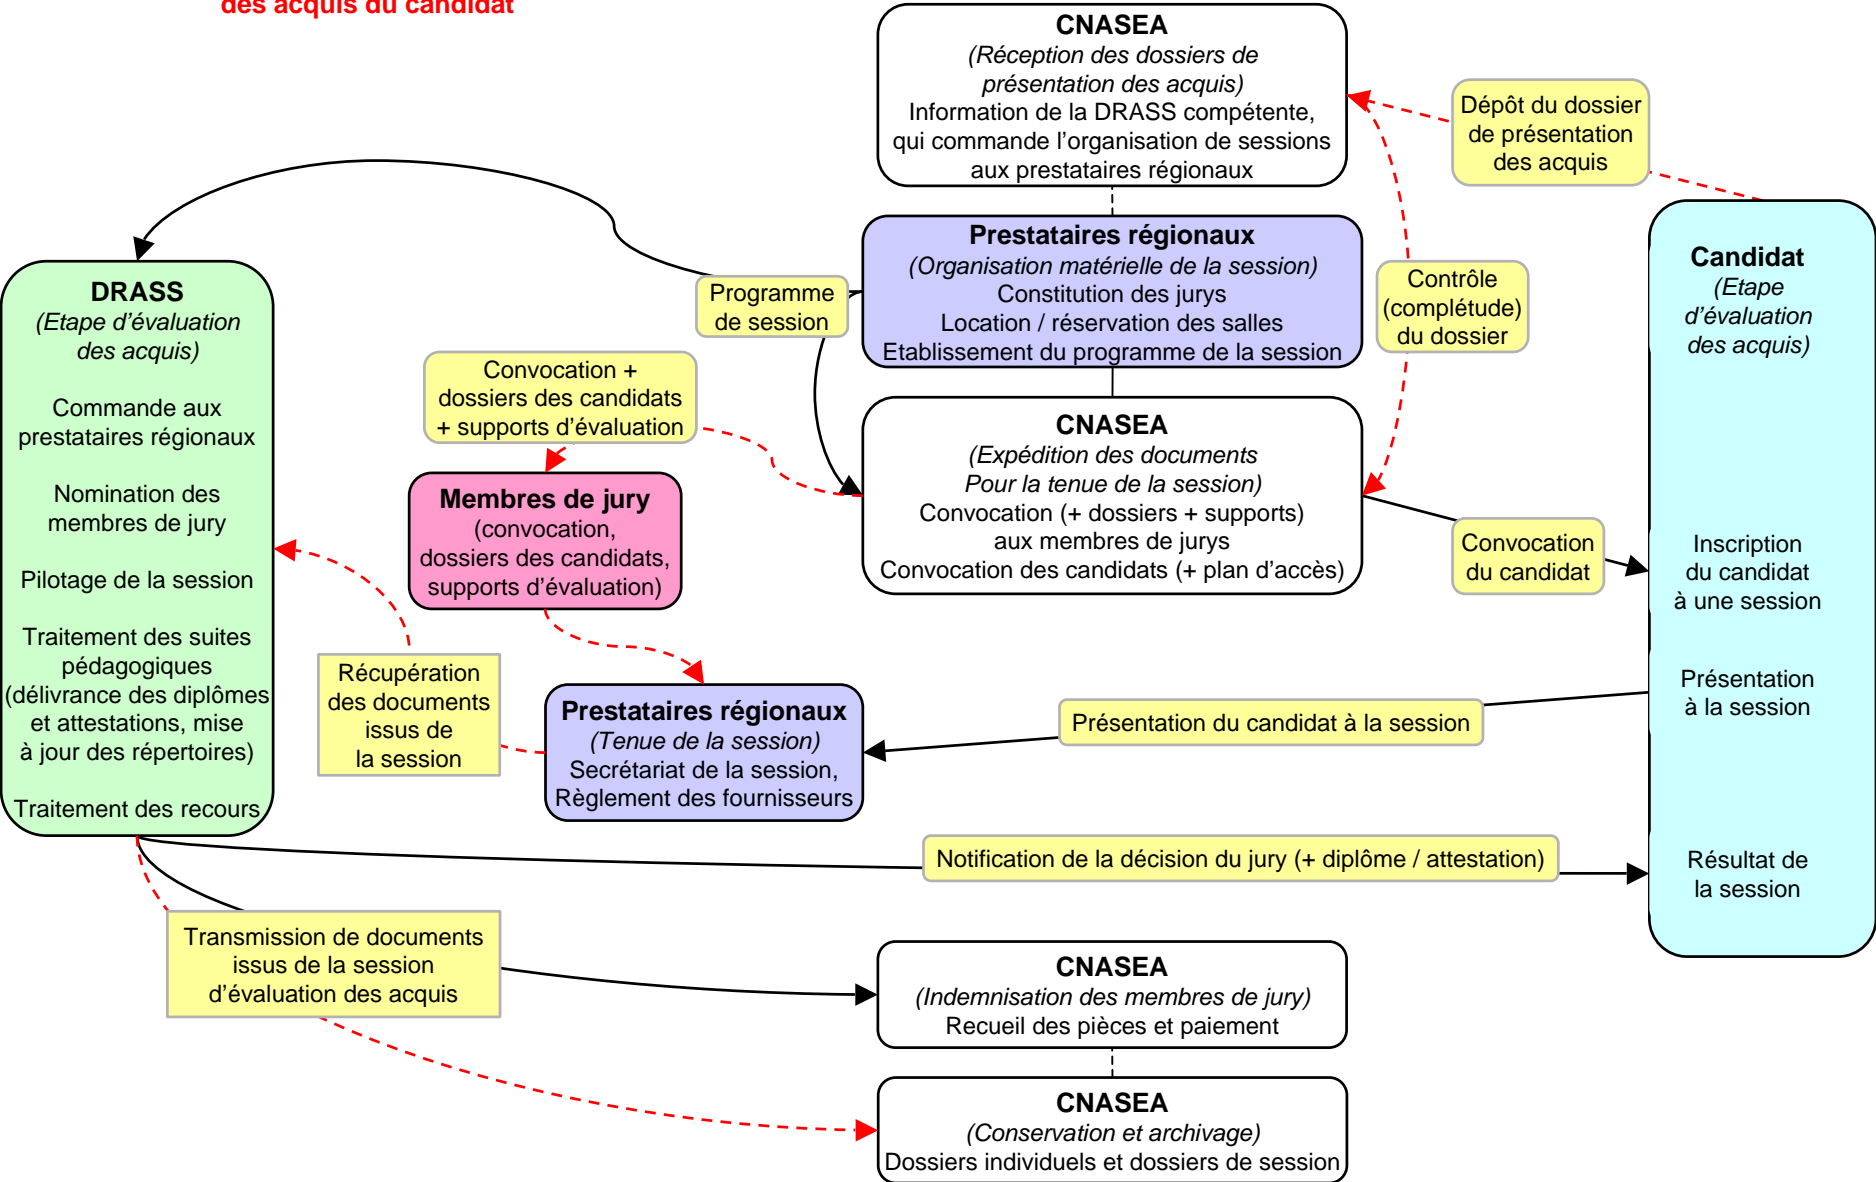 des acquis du candidat
CNASEA
(Réception des dossiers de
présentation des acquis)
Information de la DRASS compétente,
qui commande l'organisation de sessions
aux prestataires régionaux
Dépôt du dossier
de présentation
des acquis
Prestataires régionaux
(Organisation matérielle de la session)
Constitution des jurys
Location / réservation des salles
Etablissement du programme de la session
Contrôle
(complétude)
du dossier
Programme
de session
DRASS
(Etape d'évaluation
des acquis)
Commande aux
prestataires régionaux
Nomination des
membres de jury
Pilotage de la session
Traitement des suites
pédagogiques
(délivrance des diplômes
et attestations, mise
à jour des répertoires)
Traitement des recours
Convocation +
dossiers des candidats
+ supports d'évaluation
Membres de jury
(convocation,
dossiers des candidats,
supports d'évaluation)
CNASEA
(Expédition des documents
Pour la tenue de la session)
Convocation (+ dossiers + supports)
aux membres de jurys
Convocation des candidats (+ plan d'accès)
Convocation
du candidat
Candidat
(Etape
d'évaluation
des acquis)
Inscription
du candidat
à une session
Présentation
à la session
Résultat de
la session
Récupération
des documents
issus de
la session
Prestataires régionaux
(Tenue de la session)
Secrétariat de la session,
Règlement des fournisseurs
Présentation du candidat à la session
Notification de la décision du jury (+ diplôme / attestation)
Transmission de documents
issus de la session
d'évaluation des acquis
CNASEA
(Indemnisation des membres de jury)
Recueil des pièces et paiement
CNASEA
(Conservation et archivage)
Dossiers individuels et dossiers de session